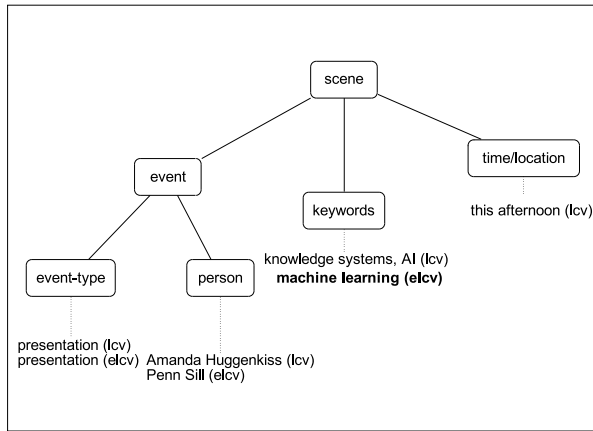 scene
event
time/location
keywords
this afternoon (lcv)
event-type
person
knowledge systems, AI (lcv)
machine learning (elcv)
presentation (lcv)
presentation (elcv)
Amanda Huggenkiss (lcv)
Penn Sill (elcv)